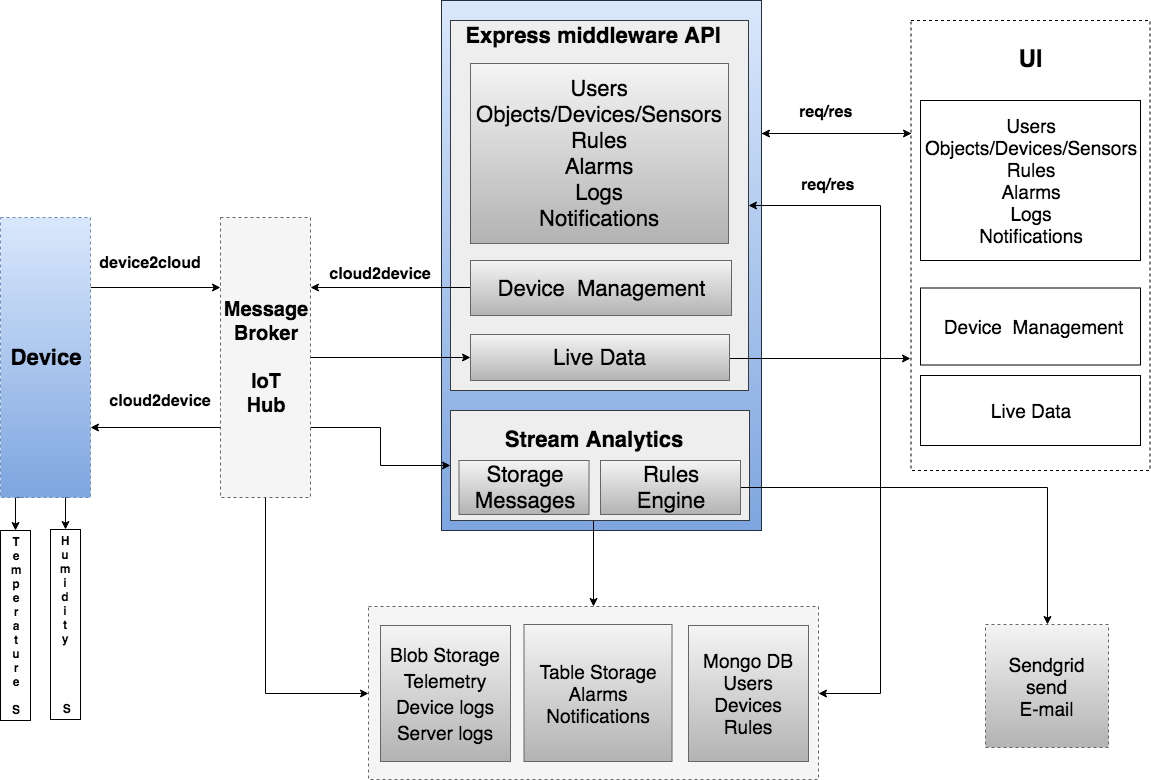 Express middleware API
Users
Objects/Devices/Sensors
Rules
Alarms
Logs
Notifications
Device Management
Live Data
UI
Users
Objects/Devices/Sensors
Rules
Alarms
Logs
Notifications
Device Management
Live Data
req/res
req/res
device2cloud
cloud2device
cloud2device
Device
Message
Broker
IoT
Hub
Stream Analytics
Storage
Messages
Rules
Engine
Temperature S
Humidity S
Blob Storage
Telemetry
Device logs
Server logs
Table Storage
Alarms
Notifications
Mongo DB
Users
Devices
Rules
Sendgrid
send
E-mail